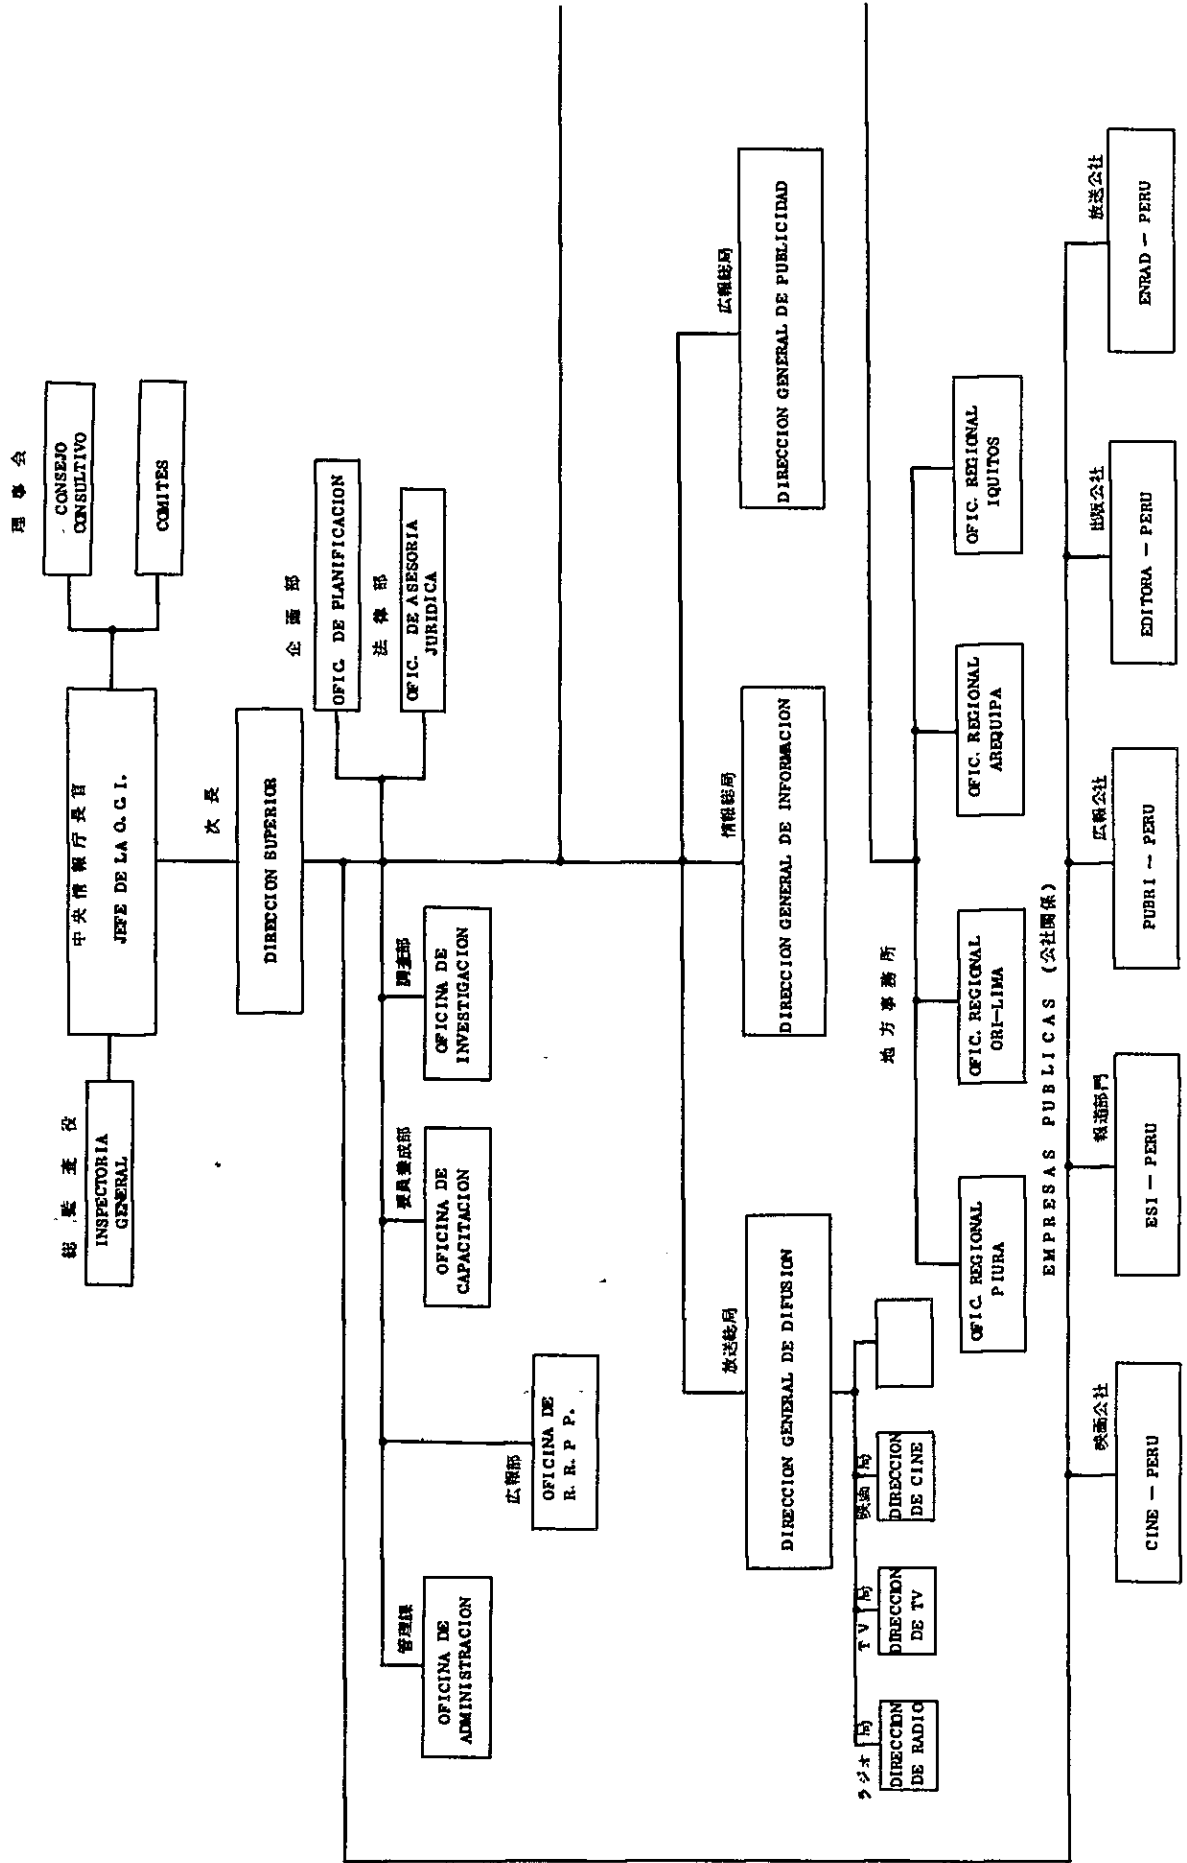 理事会
CONSEJO
CONSULTIVO
COMITES
中央情報庁長官
JEFE DE LA O.C.I.
総監査役
INSPECTORIA
GENERAL
次長
DIRECCION SUPERIOR
企画部
OFIC. DE PLANIFICACION
法律部
OFIC. DE ASESORIA
JURIDICA
管理課
OFICINA DE
ADMINISTRACION
広報部
OFICINA DE
R. R. P P.
要員養成部
OFICINA DE
CAPACITACION
調査部
OFICINA DE
INVESTIGACION
放送総局
DIRECCION GENERAL DE DIFUSION
情報総局
DIRECCION GENERAL DE INFORMACION
広報総局
DIRECCION GENERAL DE PUBLICIDAD
ラジオ局
DIRECCION
DE RADIO
TV局
DIRECCION
DE TV
映画局
DIRECCION
DE CINE
地方事務所
OFIC. REGIONAL
PIURA
OFIC. REGIONAL
ORI-LIMA
OFIC. REGIONAL
AREQUIPA
OFIC. REGIONAL
IQUITOS
EMPRESAS PUBLICAS (公社関係)
映画公社
CINE - PERU
報道部門
ESI - PERU
広報公社
PUBRI - PERU
出版公社
EDITORA - PERU
放送公社
ENRAD - PERU